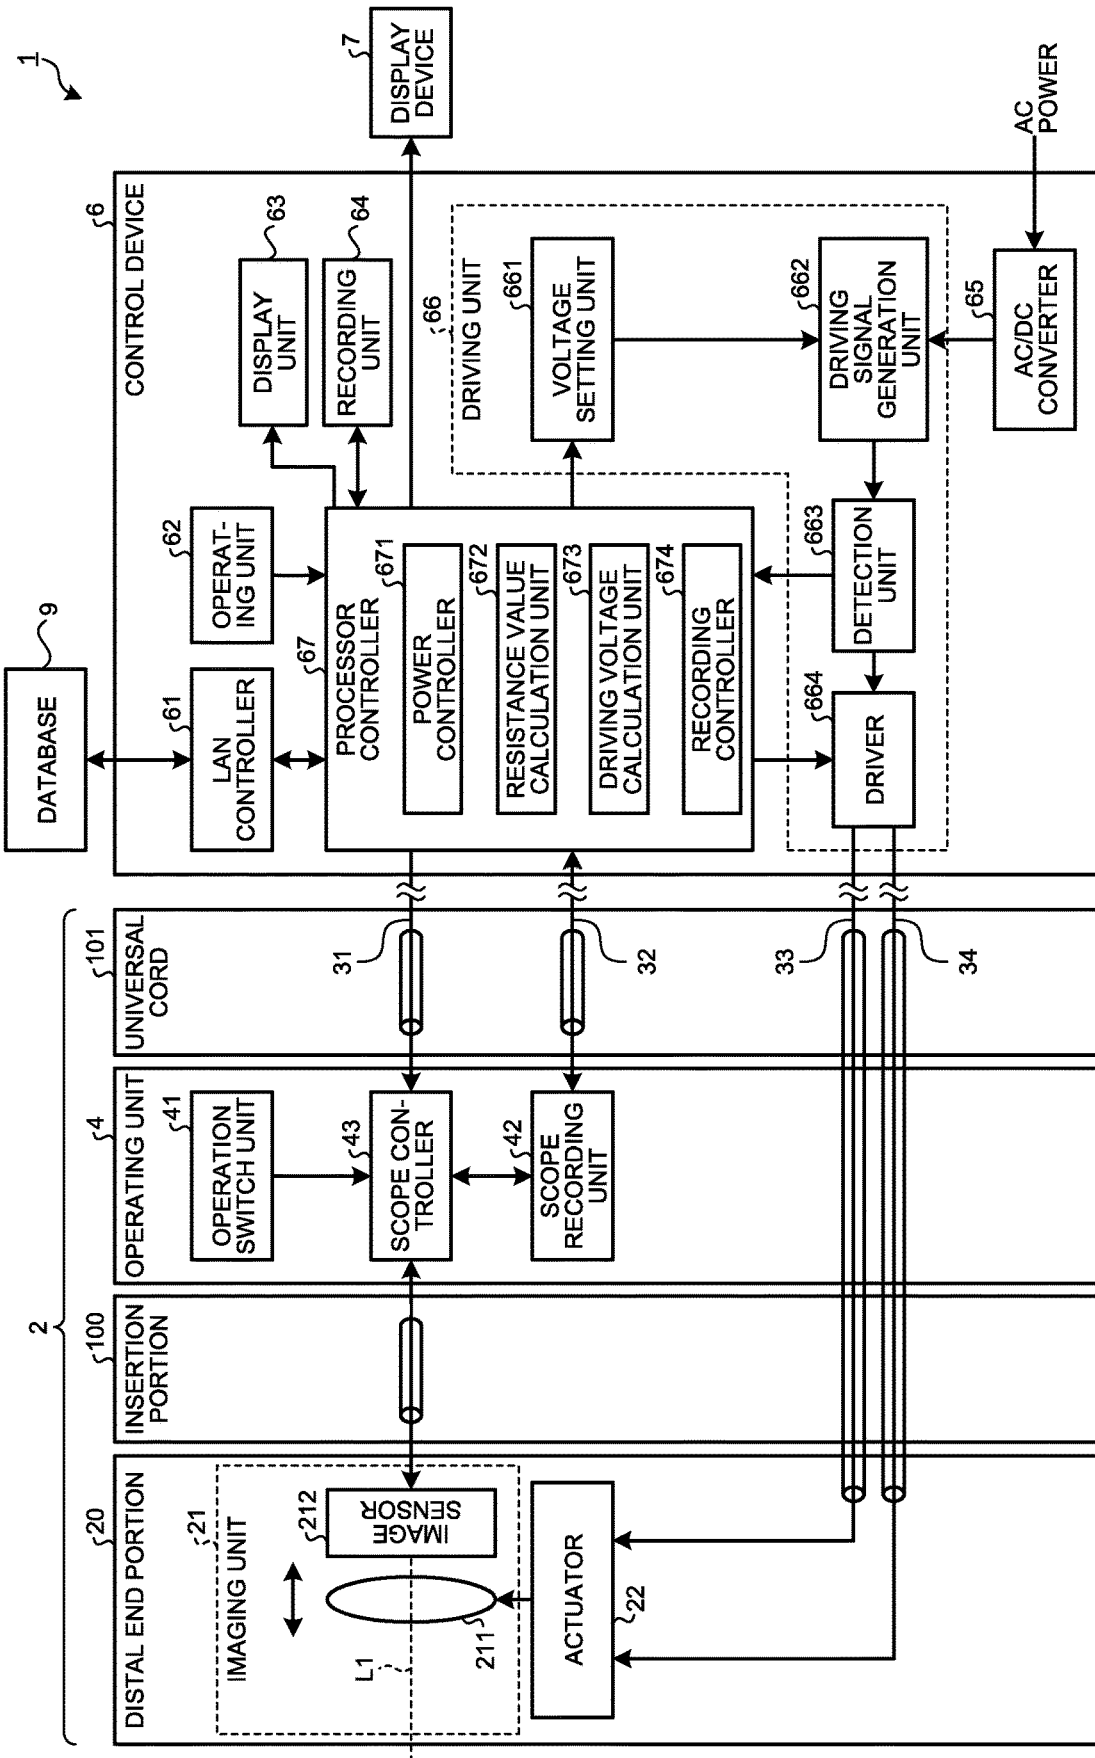 1
2
20
DISTAL END PORTION
21
IMAGING UNIT
212
IMAGE
SENSOR
211
L1
ACTUATOR
22
100
INSERTION
PORTION
4
OPERATING UNIT
41
OPERATION
SWITCH UNIT
43
SCOPE CON-
TROLLER
42
SCOPE
RECORDING
UNIT
101
UNIVERSAL
CORD
31
32
33
34
DATABASE
9
6
CONTROL DEVICE
61
LAN
CONTROLLER
62
OPERAT-
ING UNIT
DISPLAY
UNIT
63
RECORDING
UNIT
64
67
PROCESSOR
CONTROLLER
671
POWER
CONTROLLER
672
RESISTANCE VALUE
CALCULATION UNIT
673
DRIVING VOLTAGE
CALCULATION UNIT
674
RECORDING
CONTROLLER
66
DRIVING UNIT
661
VOLTAGE
SETTING UNIT
662
DRIVING
SIGNAL
GENERATION
UNIT
663
DETECTION
UNIT
664
DRIVER
65
AC/DC
CONVERTER
AC
POWER
7
DISPLAY
DEVICE